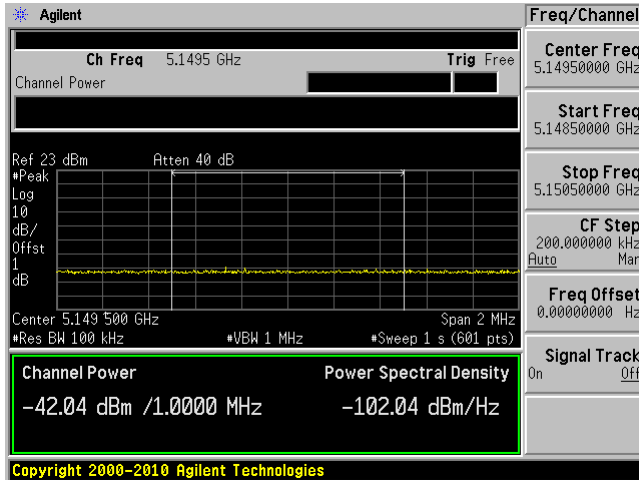 Agilent
Freq/Channel
Ch Freq 5.1495 GHz
Trig Free
Channel Power
Center Freq
5.14950000 GHz
Start Freq
5.14850000 GHz
Stop Freq
5.15050000 GHz
CF Step
200.000000 kHz
Auto Man
Freq Offset
0.00000000 Hz
Signal Track
On Off
Ref 23 dBm
Atten 40 dB
#Peak
Log
10
dB/
Offst
1
dB
Center 5.149 500 GHz
Span 2 MHz
#Res BW 100 kHz
#VBW 1 MHz
#Sweep 1 s (601 pts)
Channel Power
Power Spectral Density
-42.04 dBm /1.0000 MHz
-102.04 dBm/Hz
Copyright 2000-2010 Agilent Technologies